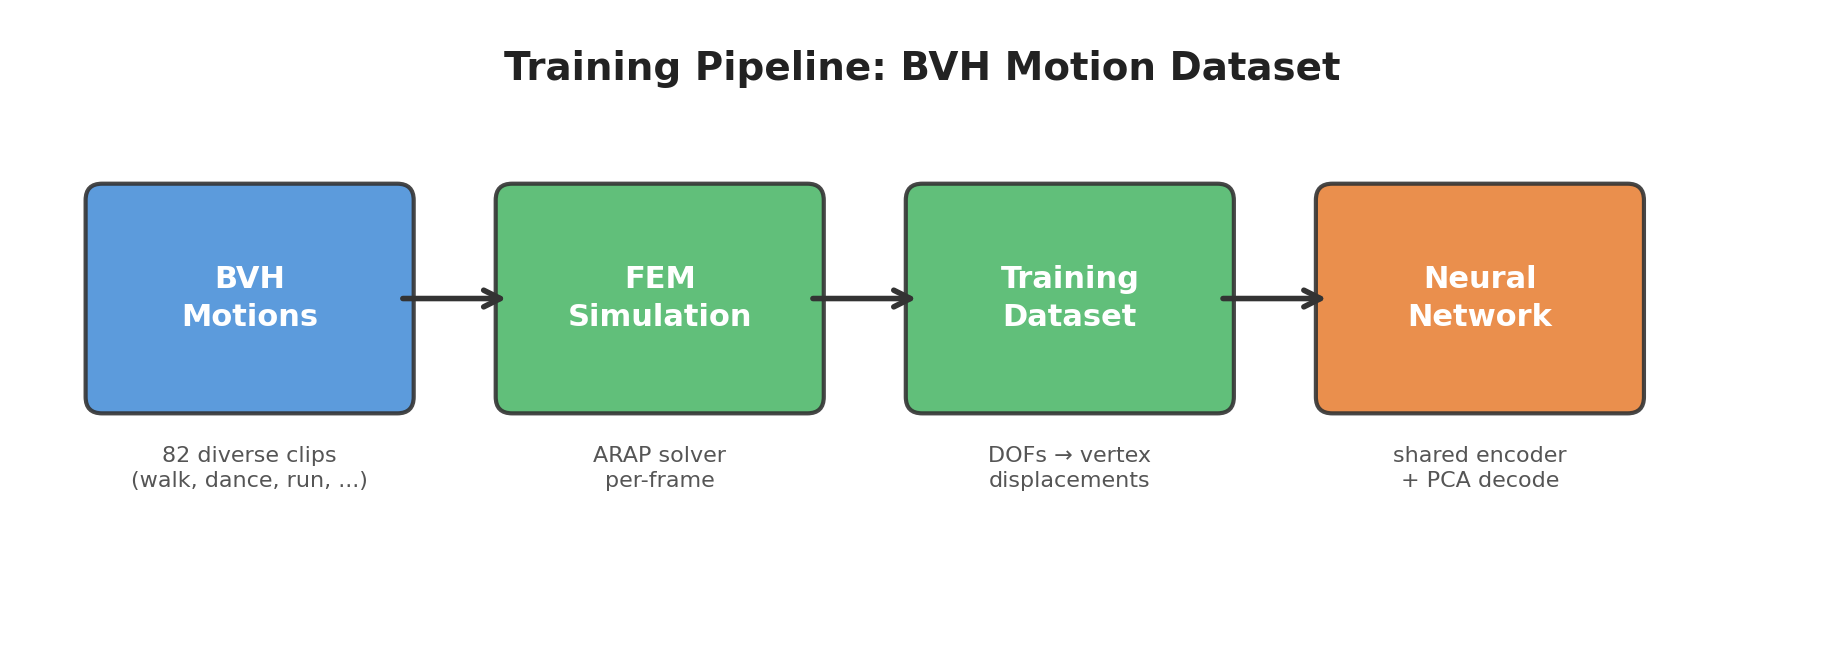 Training Pipeline: BVH Motion Dataset
BVH
Motions
82 diverse clips
(walk, dance, run, ...)
FEM
Simulation
ARAP solver
per-frame
Training
Dataset
DOFs → vertex
displacements
Neural
Network
shared encoder
+ PCA decode